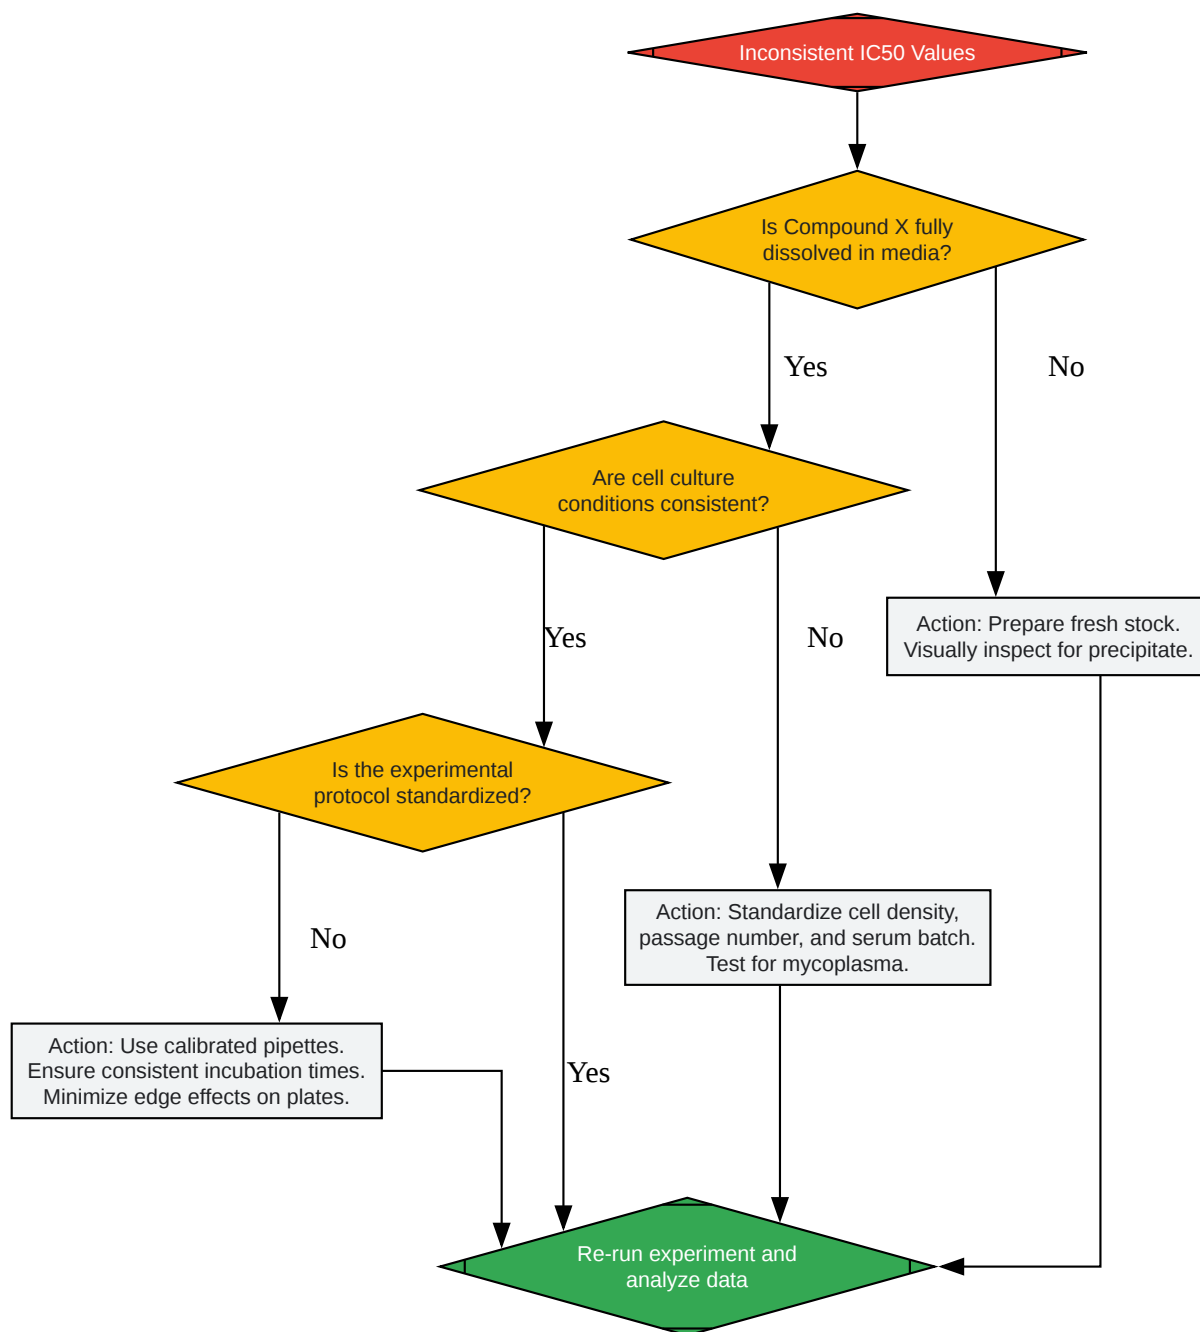 Inconsistent IC50 Values
Is Compound X fully
dissolved in media?
Yes
No
Are cell culture
conditions consistent?
Action: Prepare fresh stock.
Visually inspect for precipitate.
Yes
No
Is the experimental
protocol standardized?
Action: Standardize cell density,
passage number, and serum batch.
Test for mycoplasma.
No
Action: Use calibrated pipettes.
Ensure consistent incubation times.
Minimize edge effects on plates.
Yes
Re-run experiment and
analyze data